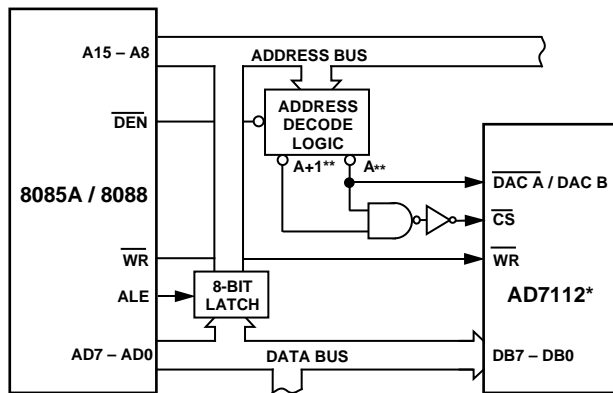 A15 – A8
ADDRESS BUS
ADDRESS
DECODE
LOGIC
DEN
A+1**
A**
8085A / 8088
DAC A / DAC B
CS
WR
WR
8-BIT
LATCH
ALE
AD7112*
AD7 – AD0
DATA BUS
DB7 – DB0